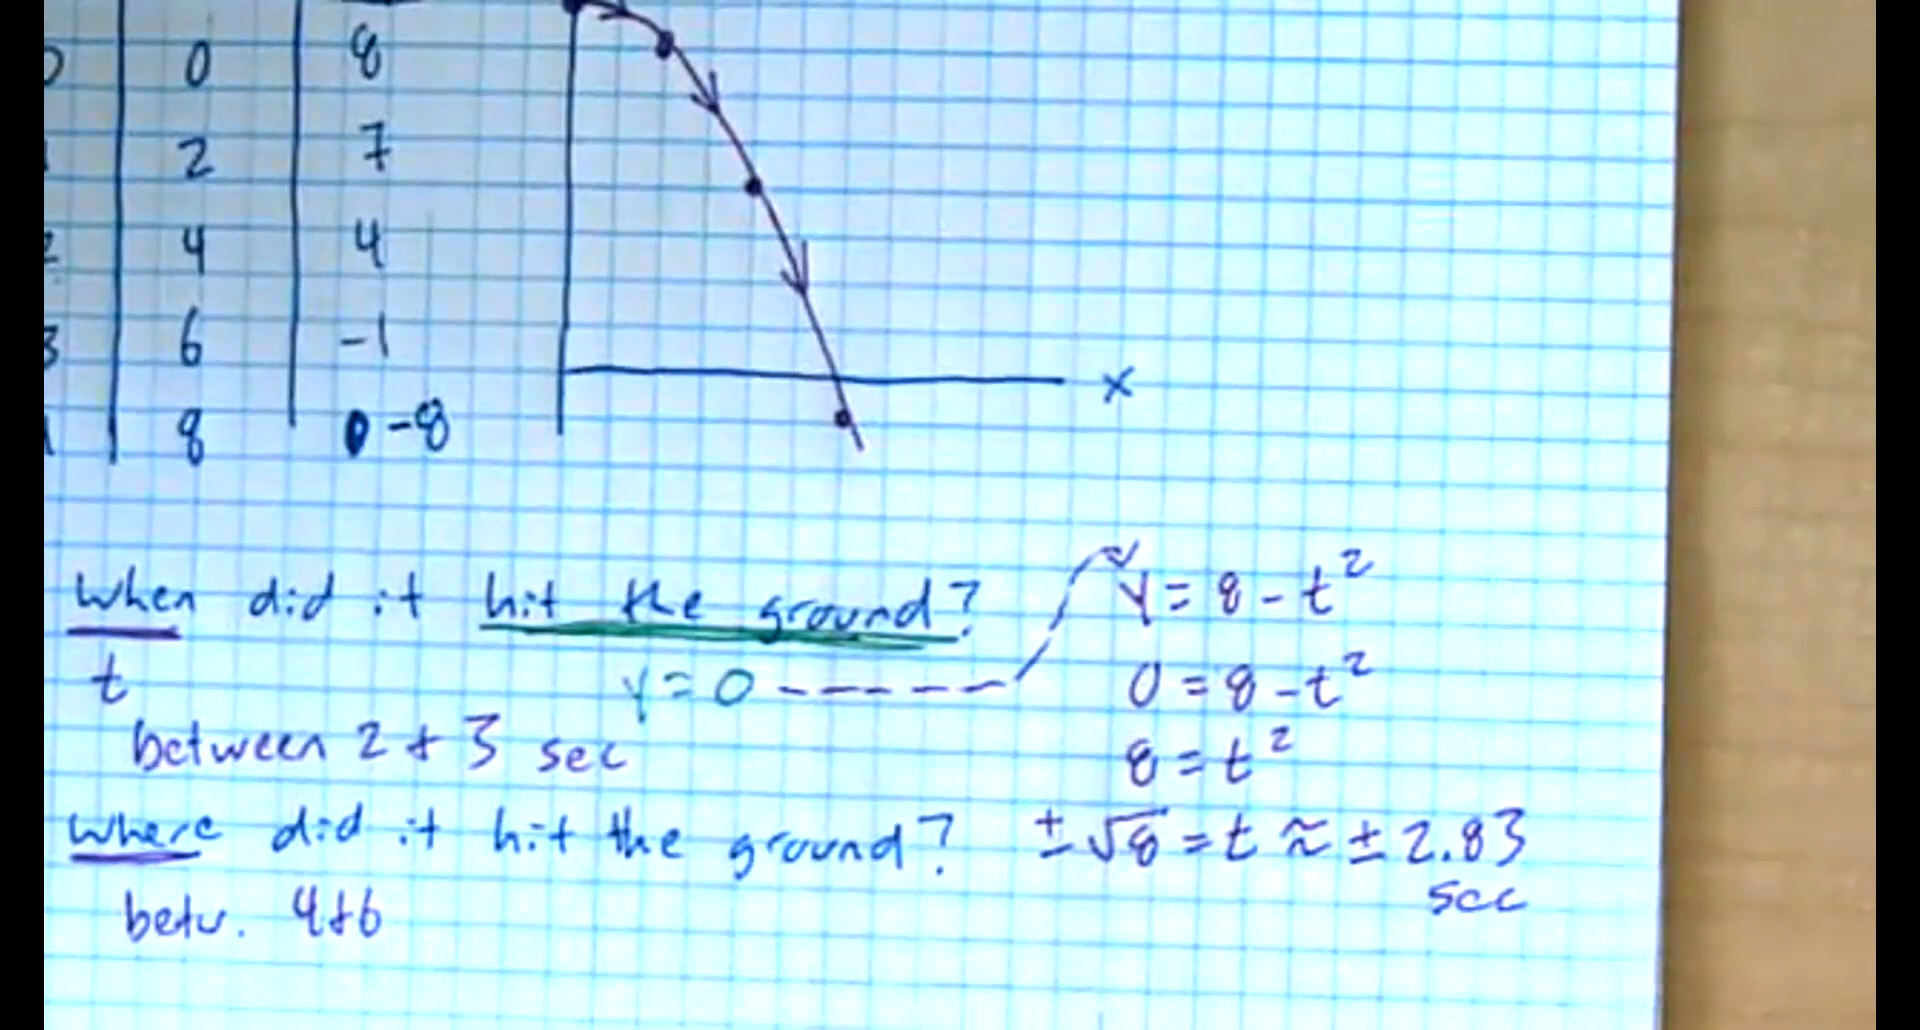 0 8
2 7
4 4
3 6 -1
8 -8
x
When did it hit the ground?
t
y = 0
between 2 + 3 sec
y = 8 - t²
0 = 8 - t²
8 = t²
where did it hit the ground?
± √8 = t ≈ ± 2.83
sec
betw. 4+6